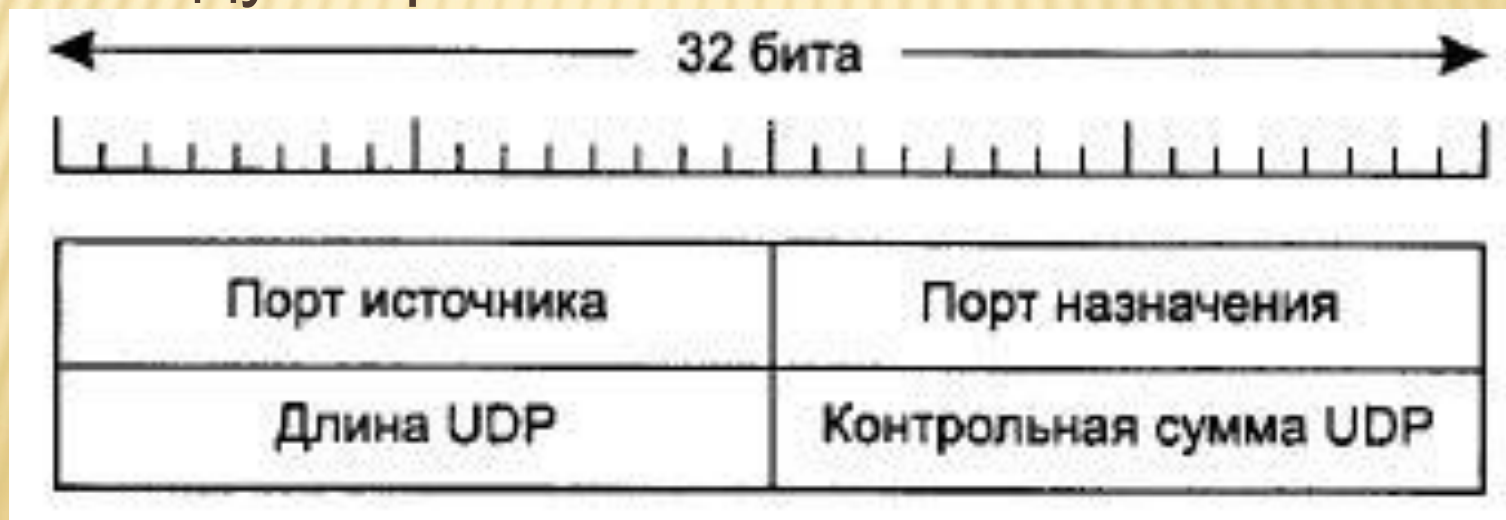 32 бита
Порт источника Порт назначения
Длина UDP Контрольная сумма UDP